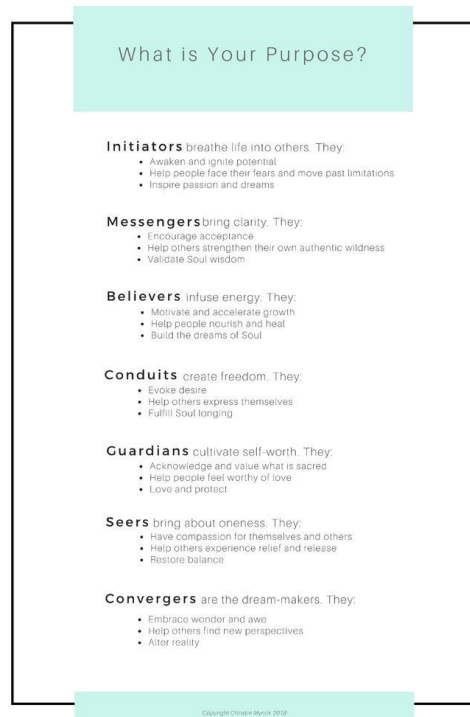 What is Your Purpose?
Initiators breathe life into others. They:
• Awaken and ignite potential
• Help people face their fears and move past limitations
• Inspire passion and dreams
Messengers bring clarity. They:
• Encourage acceptance
• Help others strengthen their own authentic wildness
• Validate Soul wisdom
Believers infuse energy. They:
• Motivate and accelerate growth
• Help people nourish and heal
• Build the dreams of Soul
Conduits create freedom. They:
• Evoke desire
• Help others express themselves
• Fulfill Soul longing
Guardians cultivate self-worth. They:
• Acknowledge and value what is sacred
• Help people feel worthy of love
• Love and protect
Seers bring about oneness. They:
• Have compassion for themselves and others
• Help others experience relief and release
• Restore balance
Convergers are the dream-makers. They:
• Embrace wonder and awe
• Help others find new perspectives
• Alter reality
Copyright Christie Myrick 2018